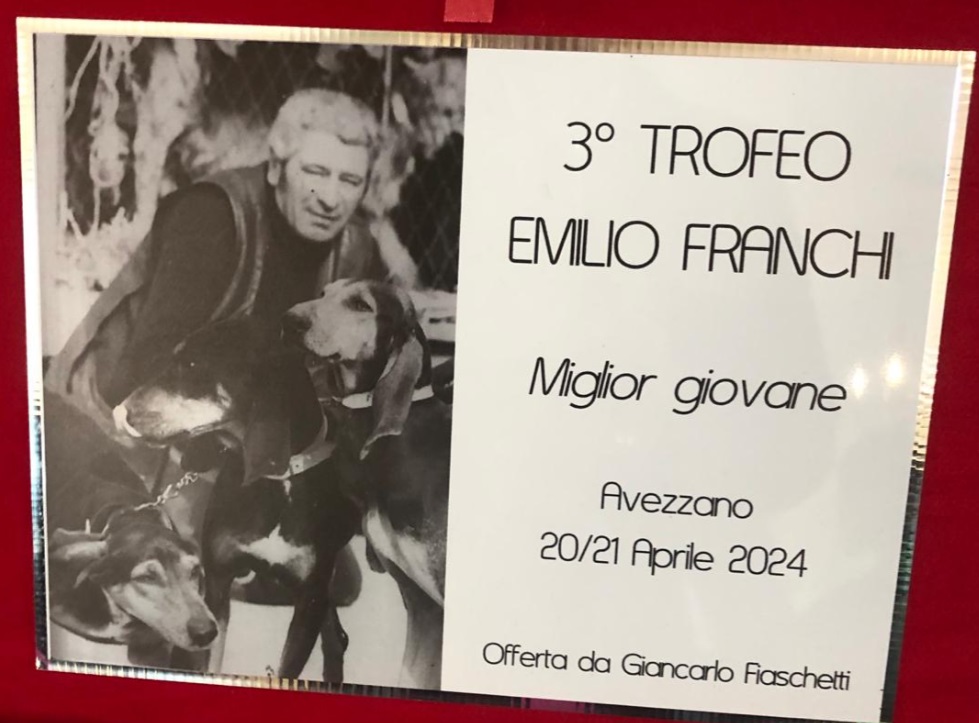 3° TROFEO
EMILIO FRANCHI
Miglior giovane
Avezzano
20/21 Aprile 2024
Offerta da Giancarlo Fiaschetti